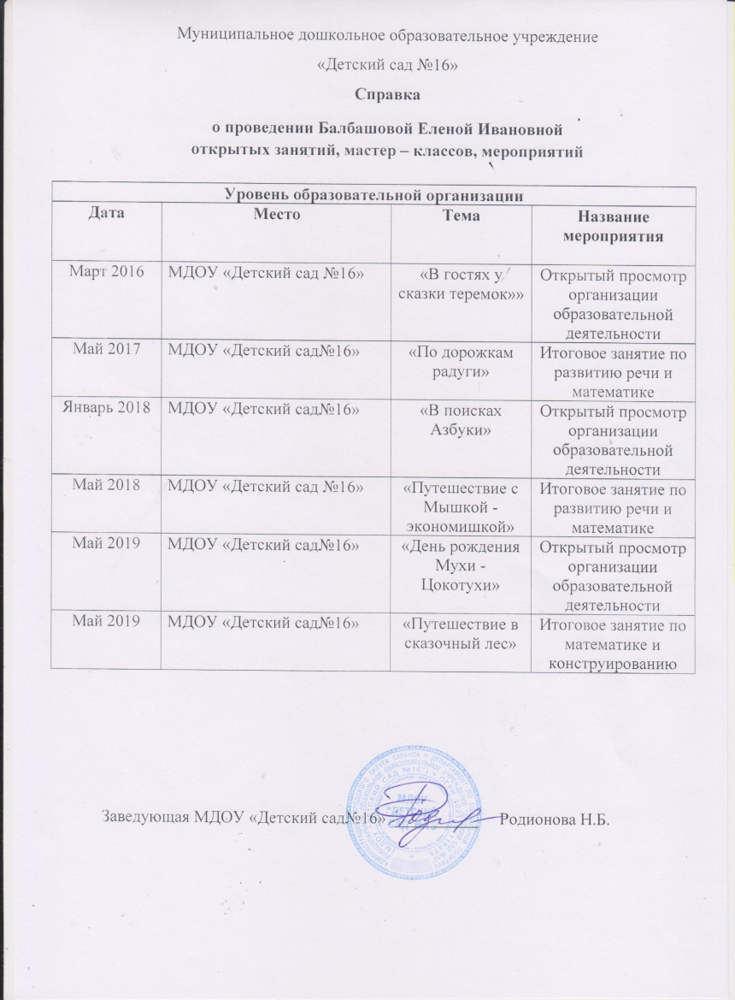 Муниципальное дошкольное образовательное учреждение
«Детский сад №16»
Справка
о проведении Балбашовой Еленой Ивановной
открытых занятий, мастер – классов, мероприятий
Уровень образовательной организации
Дата Место Тема Название
мероприятия
Март 2016 МДОУ «Детский сад №16» «В гостях у Открытый просмотр
сказки теремок»» организации
образовательной
деятельности
Май 2017 МДОУ «Детский сад№16» «По дорожкам Итоговое занятие по
радуги» развитию речи и
математике
Январь 2018 МДОУ «Детский сад№16» «В поисках Открытый просмотр
Азбуки» организации
образовательной
деятельности
Май 2018 МДОУ «Детский сад №16» «Путешествие с Итоговое занятие по
Мышкой - развитию речи и
экономишкой» математике
Май 2019 МДОУ «Детский сад№16» «День рождения Открытый просмотр
Мухи - организации
Цокотухи» образовательной
деятельности
Май 2019 МДОУ «Детский сад№16» «Путешествие в Итоговое занятие по
сказочный лес» математике и
конструированию
Заведующая МДОУ «Детский сад№16» Родионова Н.Б.